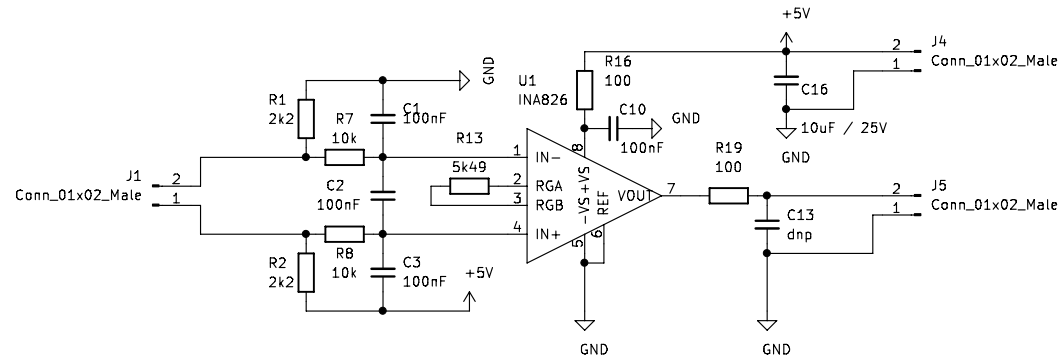 +5V
J4
2
Conn_01x02_Male
1
GND
R16
100
U1
INA826
C16
10uF / 25V
GND
R1
2k2
C1
100nF
R7
10k
R13
5k49
C10
100nF
GND
8
1
IN-
2
RGA
3
RGB
4
IN+
-VS
+VS
REF
VOUT
7
5
6
R19
100
J1
Conn_01x02_Male
2
1
C2
100nF
J5
2
Conn_01x02_Male
1
C13
dnp
R2
2k2
R8
10k
C3
100nF
+5V
GND
GND